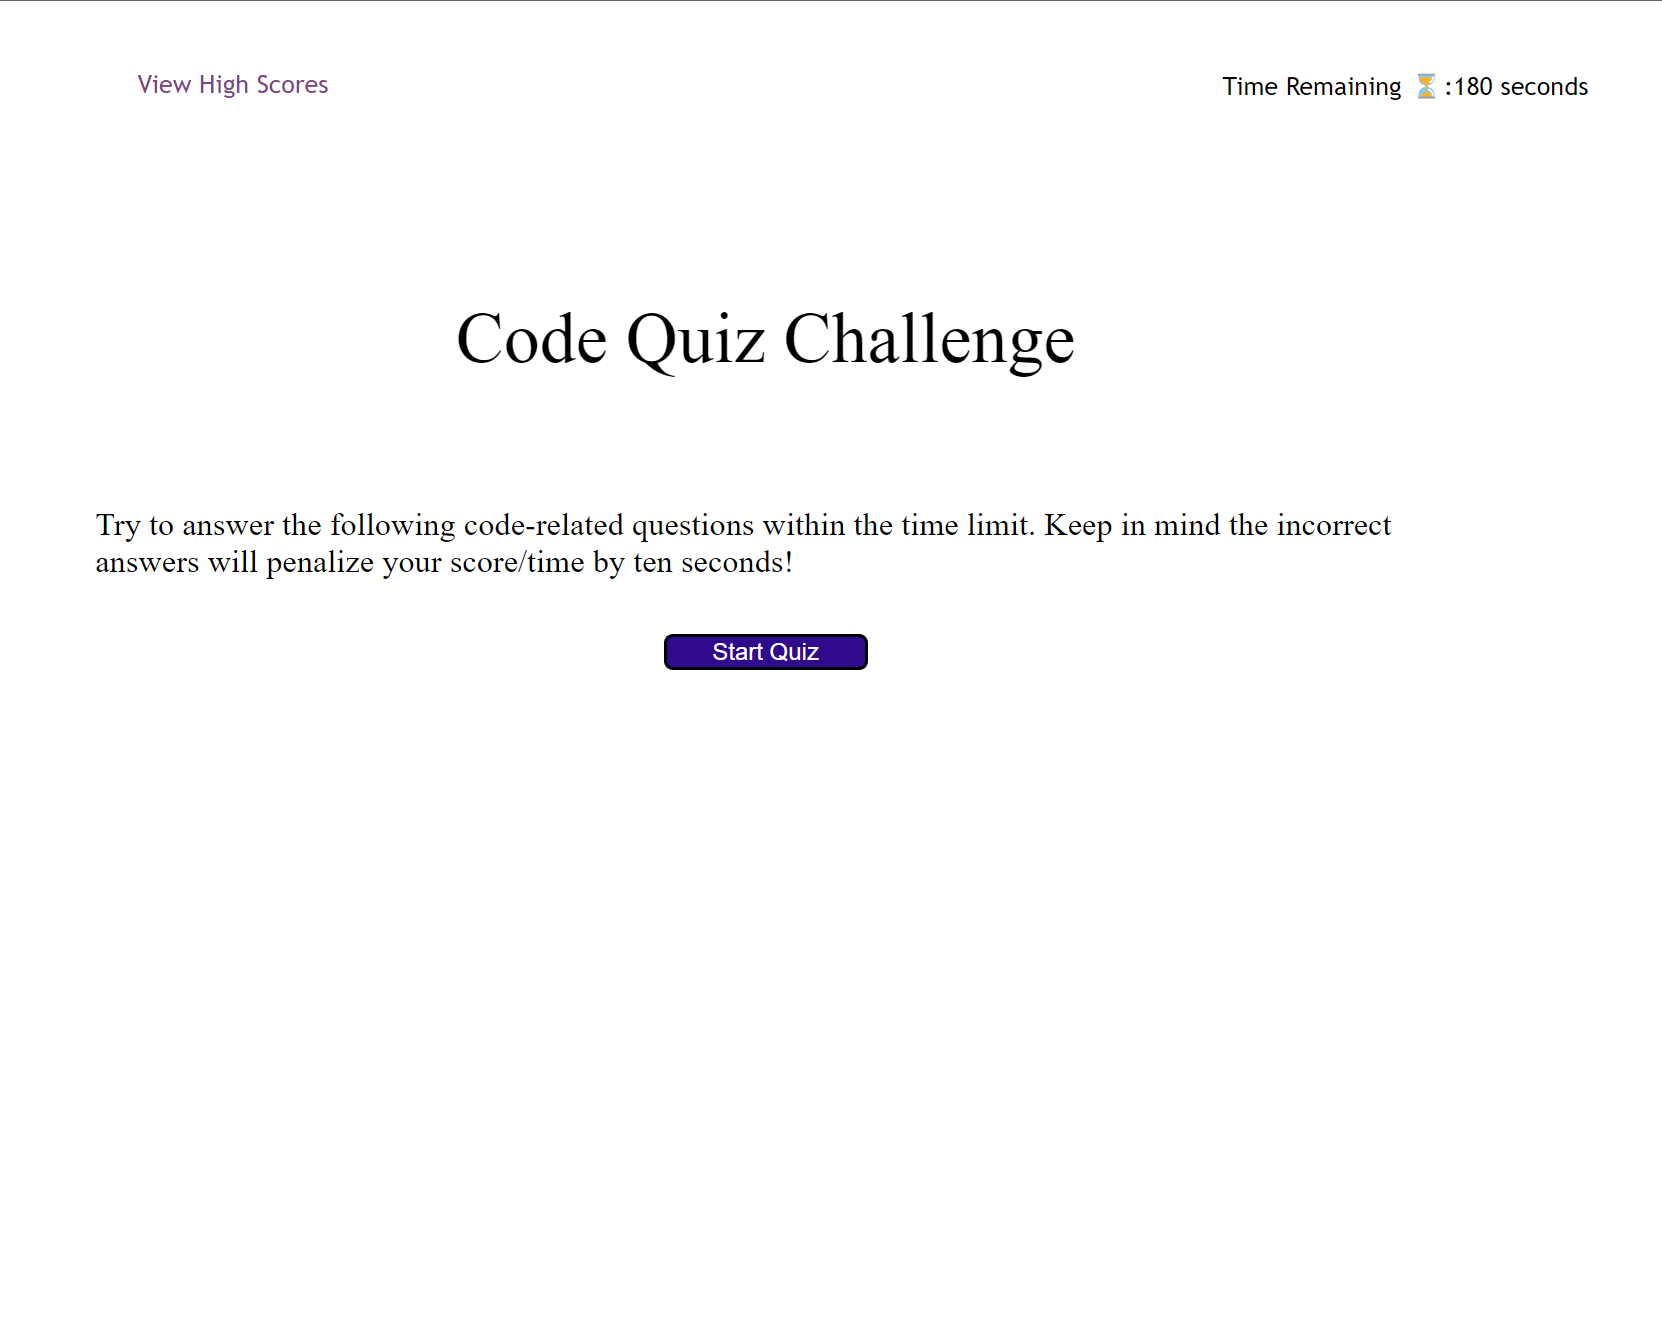 View High Scores
Time Remaining ⏳:180 seconds
Code Quiz Challenge
Try to answer the following code-related questions within the time limit. Keep in mind the incorrect
answers will penalize your score/time by ten seconds!
Start Quiz